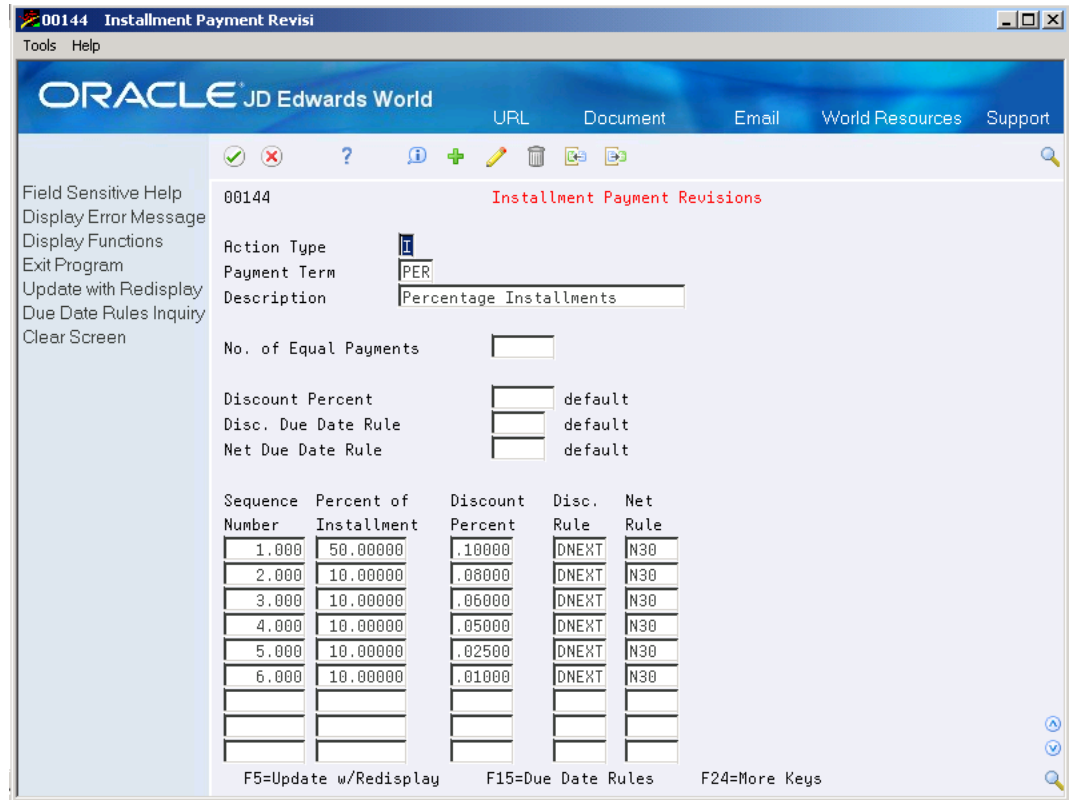 00144 Installment Payment Revisi
Tools Help
ORACLE JD Edwards World
URL Document Email World Resources Support
Field Sensitive Help
Display Error Message
Display Functions
Exit Program
Update with Redisplay
Due Date Rules Inquiry
Clear Screen
00144 Installment Payment Revisions
Action Type I
Payment Term PER
Description Percentage Installments
No. of Equal Payments
Discount Percent default
Disc. Due Date Rule default
Net Due Date Rule default
Sequence Percent of Discount Disc. Net
Number Installment Percent Rule Rule
1.000 50.00000 .10000 DNEXT N30
2.000 10.00000 .08000 DNEXT N30
3.000 10.00000 .06000 DNEXT N30
4.000 10.00000 .05000 DNEXT N30
5.000 10.00000 .02500 DNEXT N30
6.000 10.00000 .01000 DNEXT N30
F5=Update w/Redisplay F15=Due Date Rules F24=More Keys